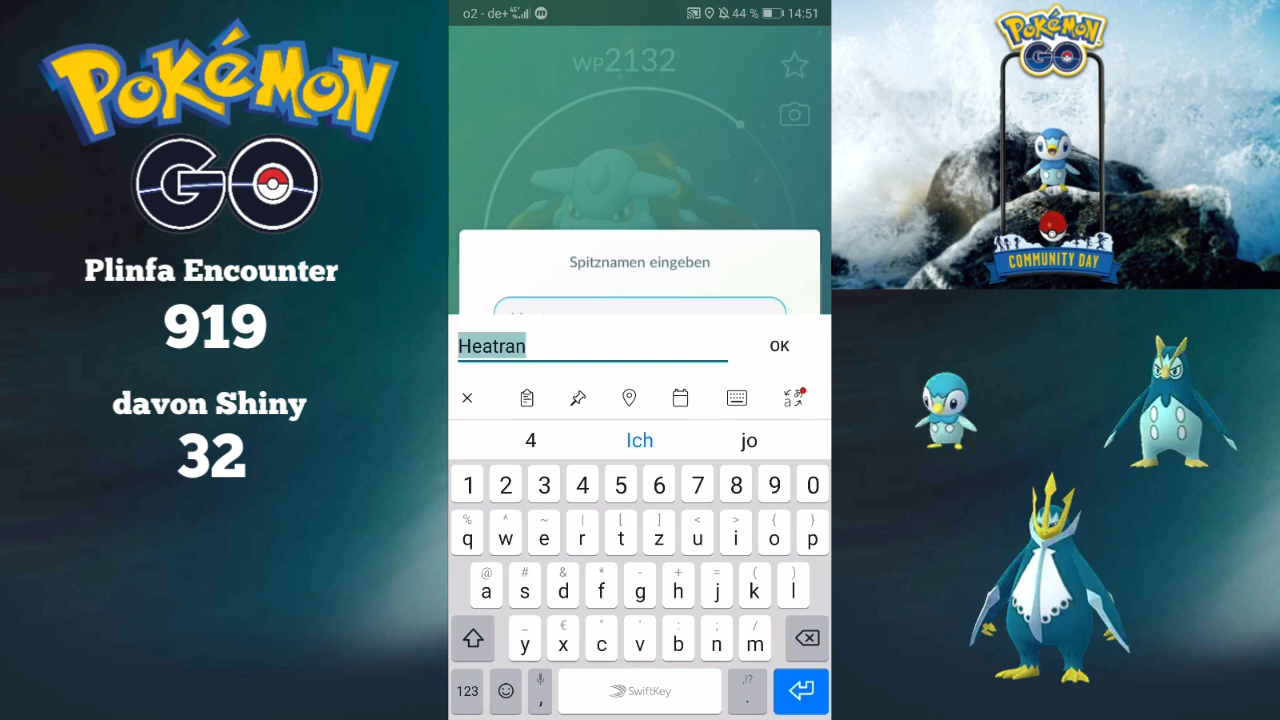 POKéMON
GO
Plinfa Encounter
919
davon Shiny
32
o2 - de+ 44 % 14:51
WP2132
Spitznamen eingeben
Heatran
OK
4 Ich jo
1 2 3 4 5 6 7 8 9 0
% ^ ~ | [ ] < > { }
q w e r t z u i o p
@ # & * - + = ( )
a s d f g h j k l
_ € " ' : ; /
y x c v b n m
123 , SwiftKey ,!? .
POKéMON
GO
COMMUNITY DAY